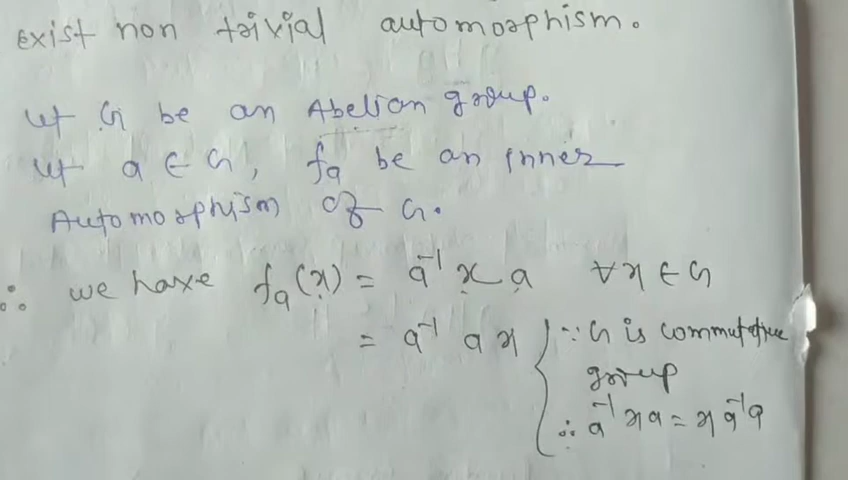 exist non trivial automorphism.
Let G be an Abelian group.
Let a ∈ G, fₐ be an inner
Automorphism of G.
∴ we have fₐ(x) = a⁻¹ x a ∀ x ∈ G
= a⁻¹ a x { ∵ G is commutative
group
∴ a⁻¹ x a = x a⁻¹ a